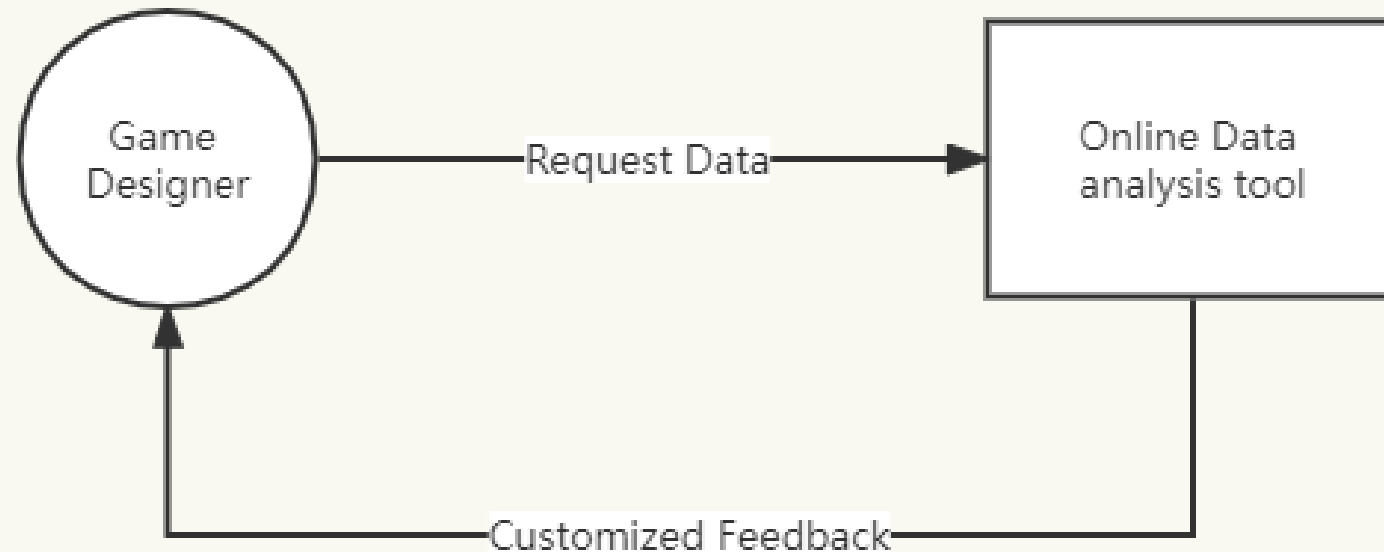 Game
Designer
Request Data
Online Data
analysis tool
Customized Feedback